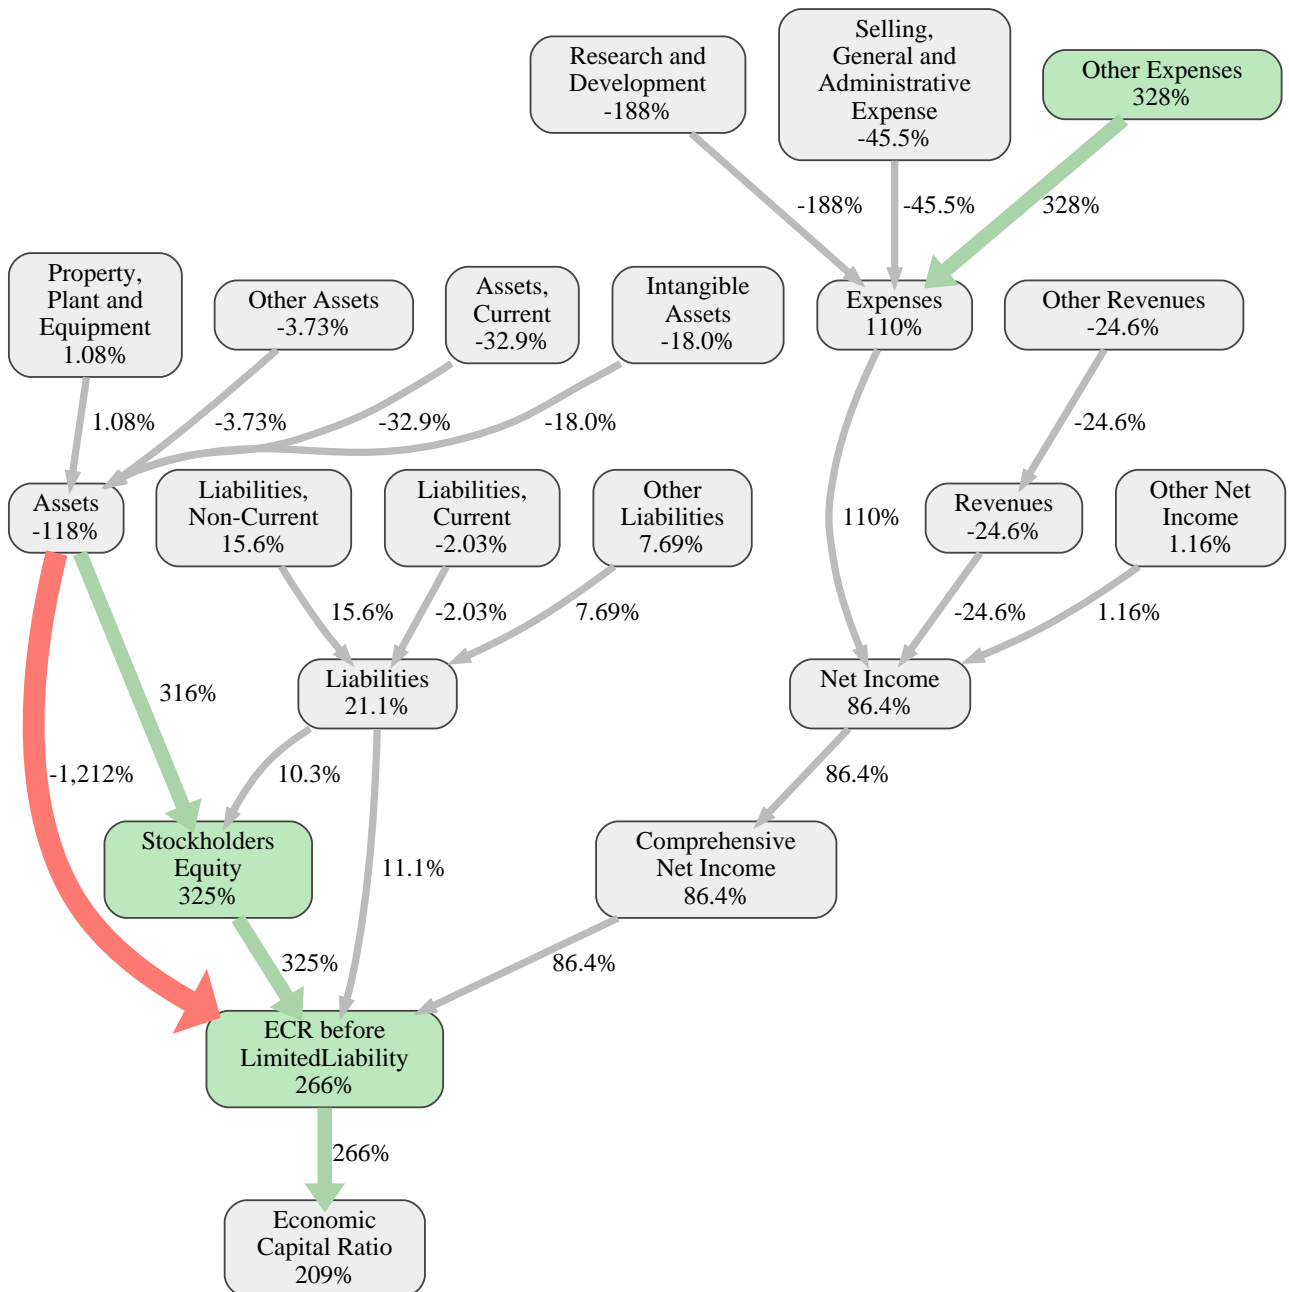 Research and
Development
-188%
Selling,
General and
Administrative
Expense
-45.5%
Other Expenses
328%
-188%
-45.5%
328%
Property,
Plant and
Equipment
1.08%
Other Assets
-3.73%
Assets,
Current
-32.9%
Intangible
Assets
-18.0%
Expenses
110%
Other Revenues
-24.6%
1.08%
-3.73%
-32.9%
-18.0%
-24.6%
Assets
-118%
Liabilities,
Non-Current
15.6%
Liabilities,
Current
-2.03%
Other
Liabilities
7.69%
110%
Revenues
-24.6%
Other Net
Income
1.16%
15.6%
-2.03%
7.69%
-24.6%
1.16%
316%
Liabilities
21.1%
Net Income
86.4%
-1,212%
10.3%
86.4%
Stockholders
Equity
325%
11.1%
Comprehensive
Net Income
86.4%
325%
86.4%
ECR before
LimitedLiability
266%
266%
Economic
Capital Ratio
209%